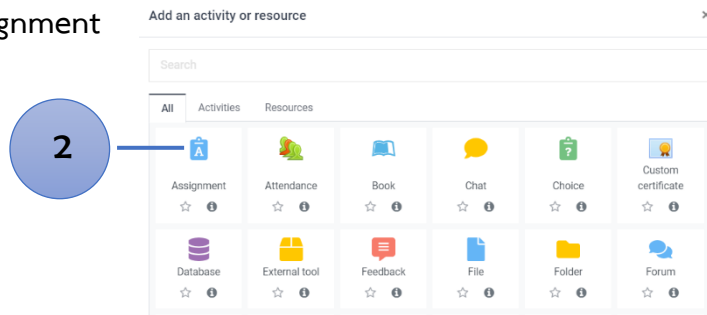 gnment
Add an activity or resource ×
Search
All Activities Resources
2
Assignment Attendance Book Chat Choice Custom certificate
Database External tool Feedback File Folder Forum